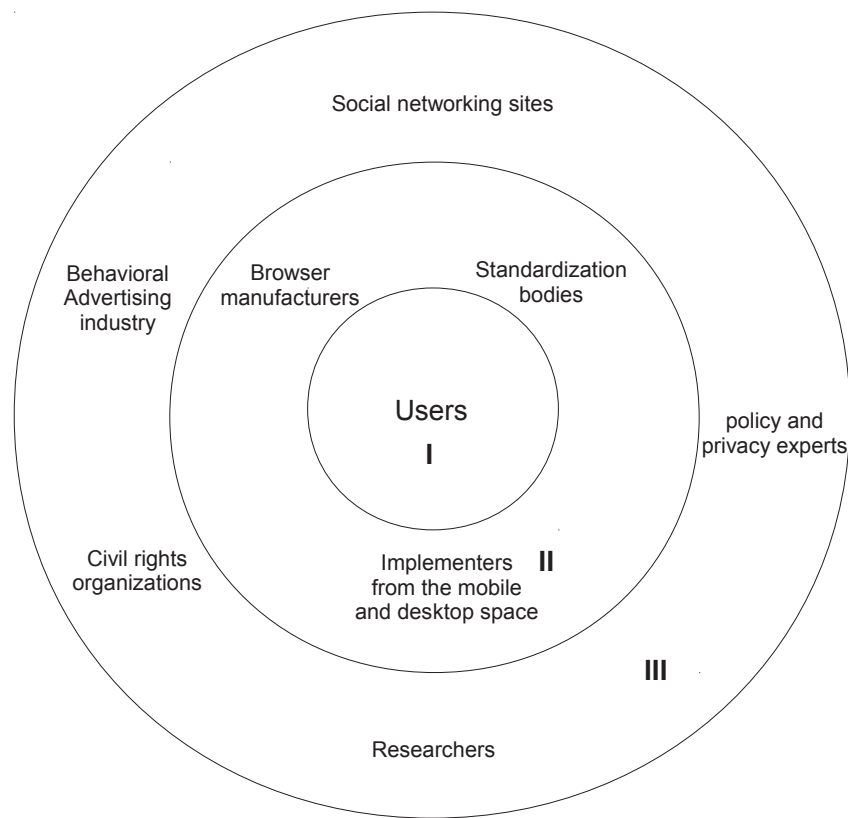 Social networking sites
Behavioral
Advertising
industry
Browser
manufacturers
Standardization
bodies
Users
I
policy and
privacy experts
Civil rights
organizations
Implementers
from the mobile
and desktop space
II
III
Researchers